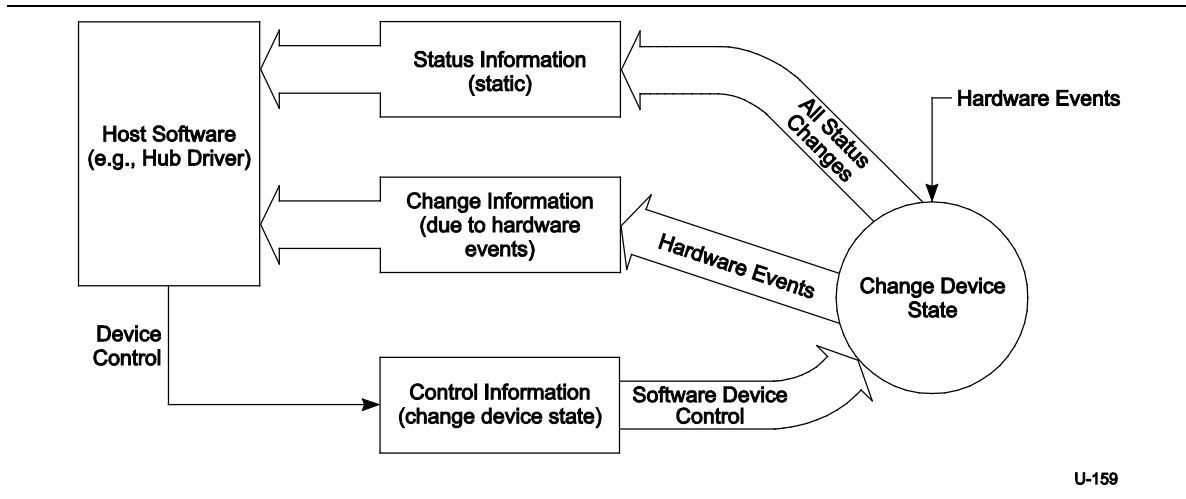 Host Software
(e.g., Hub Driver)
Status Information
(static)
All Status
Changes
Hardware Events
Change Information
(due to hardware
events)
Hardware Events
Change Device
State
Device
Control
Control Information
(change device state)
Software Device
Control
U-159